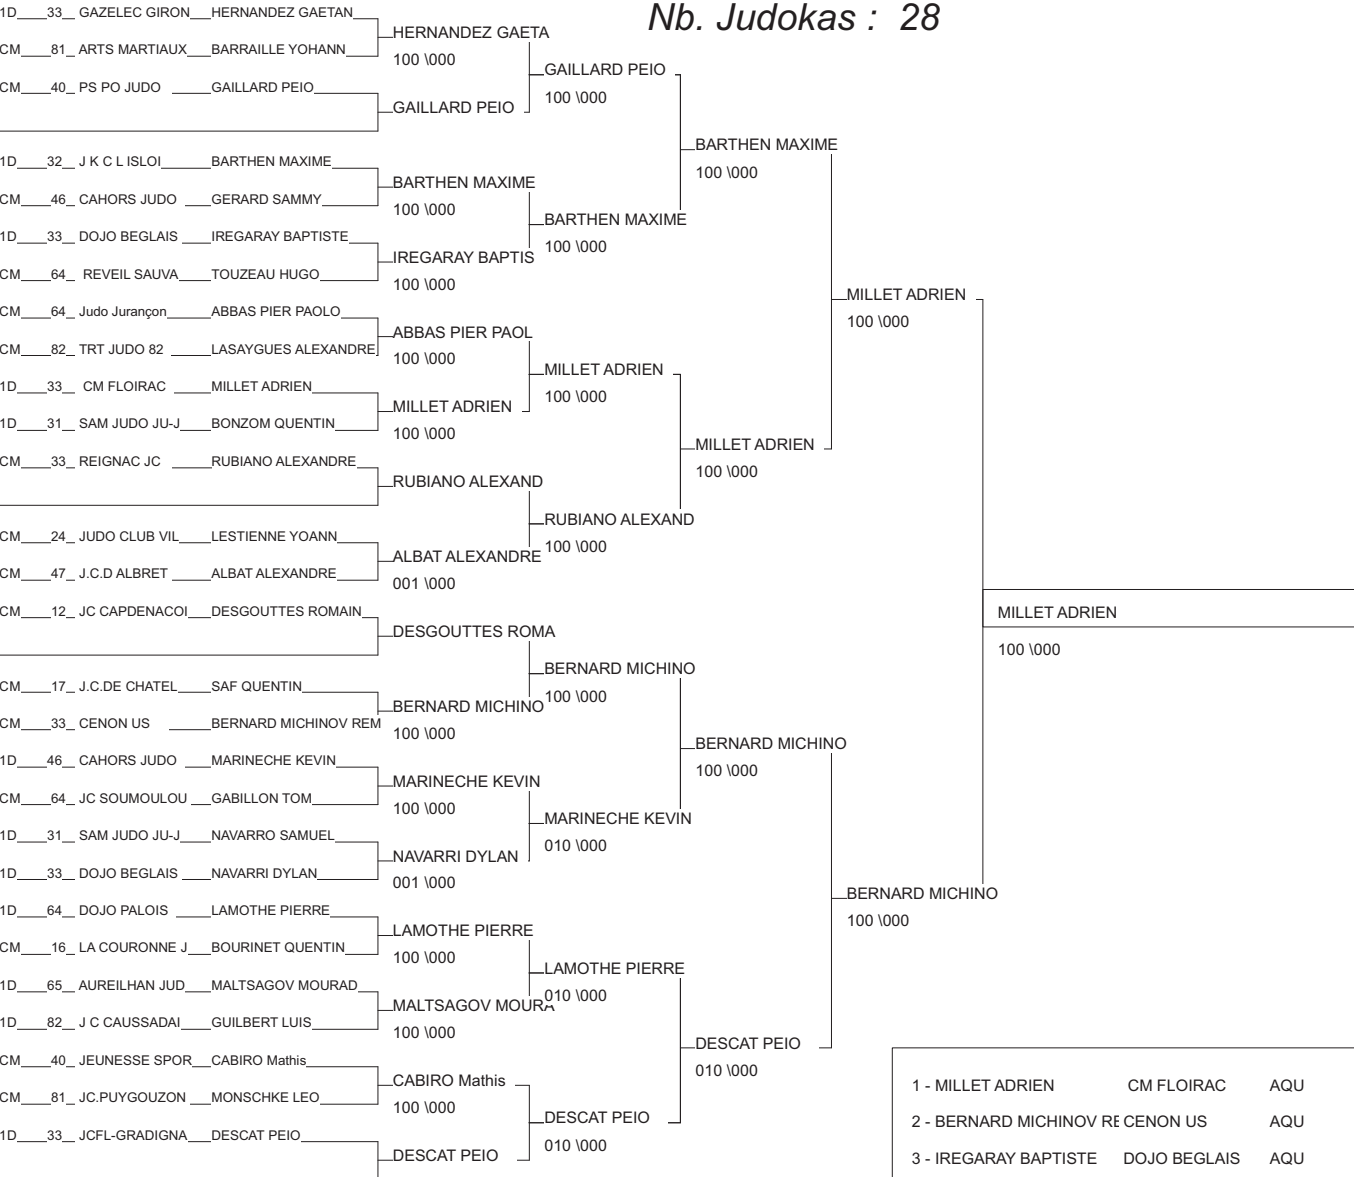 Nb. Judokas : 28
1D 33 GAZELEC GIRON HERNANDEZ GAETAN
CM 81 ARTS MARTIAUX BARRAILLE YOHANN
CM 40 PS PO JUDO GAILLARD PEIO
1D 32 J K C L ISLOI BARTHEN MAXIME
CM 46 CAHORS JUDO GERARD SAMMY
1D 33 DOJO BEGLAIS IREGARAY BAPTISTE
CM 64 REVEIL SAUVA TOUZEAU HUGO
CM 64 Judo Jurançon ABBAS PIER PAOLO
CM 82 TRT JUDO 82 LASAYGUES ALEXANDRE
1D 33 CM FLOIRAC MILLET ADRIEN
1D 31 SAM JUDO JU-J BONZOM QUENTIN
CM 33 REIGNAC JC RUBIANO ALEXANDRE
CM 24 JUDO CLUB VIL LESTIENNE YOANN
CM 47 J.C.D ALBRET ALBAT ALEXANDRE
CM 12 JC CAPDENACOI DESGOUTTES ROMAIN
CM 17 J.C.DE CHATEL SAF QUENTIN
CM 33 CENON US BERNARD MICHINOV REM
1D 46 CAHORS JUDO MARINECHE KEVIN
CM 64 JC SOUMOULOU GABILLON TOM
1D 31 SAM JUDO JU-J NAVARRO SAMUEL
1D 33 DOJO BEGLAIS NAVARRI DYLAN
1D 64 DOJO PALOIS LAMOTHE PIERRE
CM 16 LA COURONNE J BOURINET QUENTIN
1D 65 AUREILHAN JUD MALTSAGOV MOURAD
1D 82 J C CAUSSADAI GUILBERT LUIS
CM 40 JEUNESSE SPOR CABIRO Mathis
CM 81 JC.PUYGOUZON MONSCHKE LEO
1D 33 JCFL-GRADIGNA DESCAT PEIO
HERNANDEZ GAETA
100 \000
GAILLARD PEIO
BARTHEN MAXIME
100 \000
IREGARAY BAPTIS
100 \000
ABBAS PIER PAOL
100 \000
MILLET ADRIEN
100 \000
RUBIANO ALEXAND
ALBAT ALEXANDRE
001 \000
DESGOUTTES ROMA
BERNARD MICHINO
100 \000
MARINECHE KEVIN
100 \000
NAVARRI DYLAN
001 \000
LAMOTHE PIERRE
100 \000
MALTSAGOV MOURA
100 \000
CABIRO Mathis
100 \000
DESCAT PEIO
GAILLARD PEIO
100 \000
BARTHEN MAXIME
100 \000
MILLET ADRIEN
100 \000
RUBIANO ALEXAND
100 \000
BERNARD MICHINO
100 \000
MARINECHE KEVIN
010 \000
LAMOTHE PIERRE
010 \000
DESCAT PEIO
010 \000
BARTHEN MAXIME
100 \000
MILLET ADRIEN
100 \000
BERNARD MICHINO
100 \000
DESCAT PEIO
010 \000
MILLET ADRIEN
100 \000
BERNARD MICHINO
100 \000
MILLET ADRIEN
100 \000
1 - MILLET ADRIEN CM FLOIRAC AQU
2 - BERNARD MICHINOV RE CENON US AQU
3 - IREGARAY BAPTISTE DOJO BEGLAIS AQU